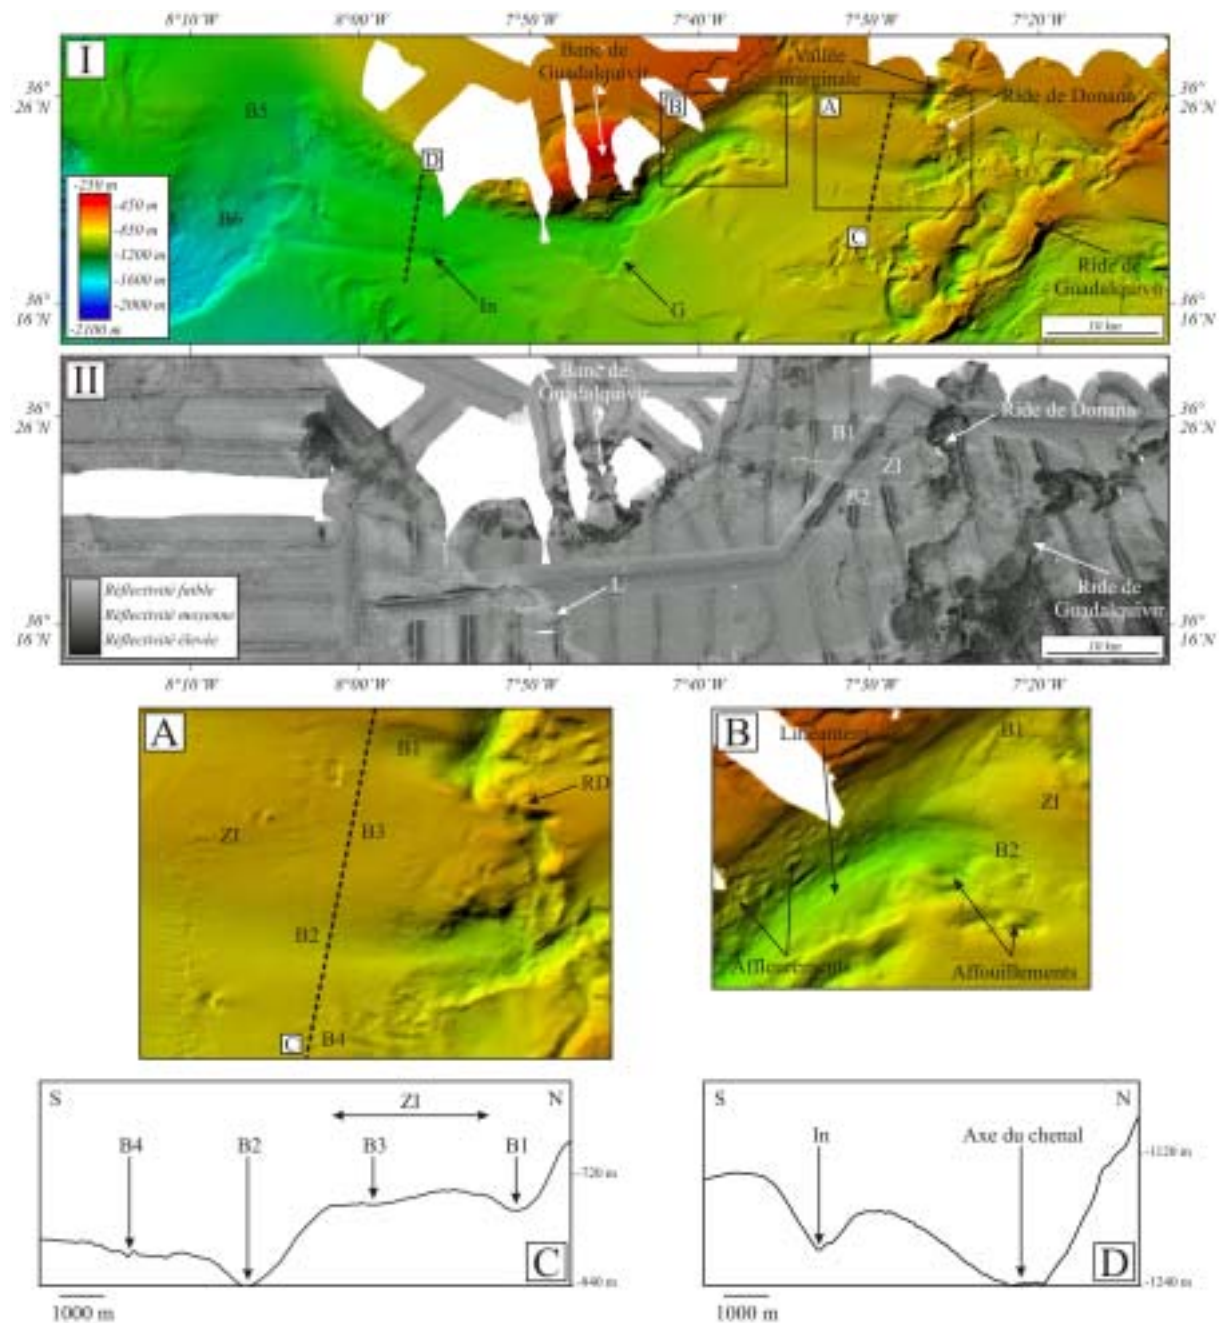 8°10'W 8°00'W 7°50'W 7°40'W 7°30'W 7°20'W
I
Banc de
Guadalquivir
Vallée
marginale
Ride de Donana
36°
26'N
36°
26'N
B5
B
A
D
-250 m
-450 m
-850 m
-1200 m
-1600 m
-2000 m
-2100 m
B6
C
In
G
Ride de
Guadalquivir
36°
16'N
36°
16'N
10 km
II
Banc de
Guadalquivir
36°
26'N
36°
26'N
Ride de Donana
B1
ZI
B2
L
Réflectivité faible
Réflectivité moyenne
Réflectivité élevée
Ride de
Guadalquivir
36°
16'N
36°
16'N
10 km
8°10'W 8°00'W 7°50'W 7°40'W 7°30'W 7°20'W
A
B1
RD
ZI
B3
B2
C
B4
B
B1
ZI
B2
Affleurements
Affouillements
S
ZI
N
B4
B2
B3
B1
-720 m
C
-840 m
1000 m
S
N
In
Axe du chenal
-1120 m
D
-1240 m
1000 m